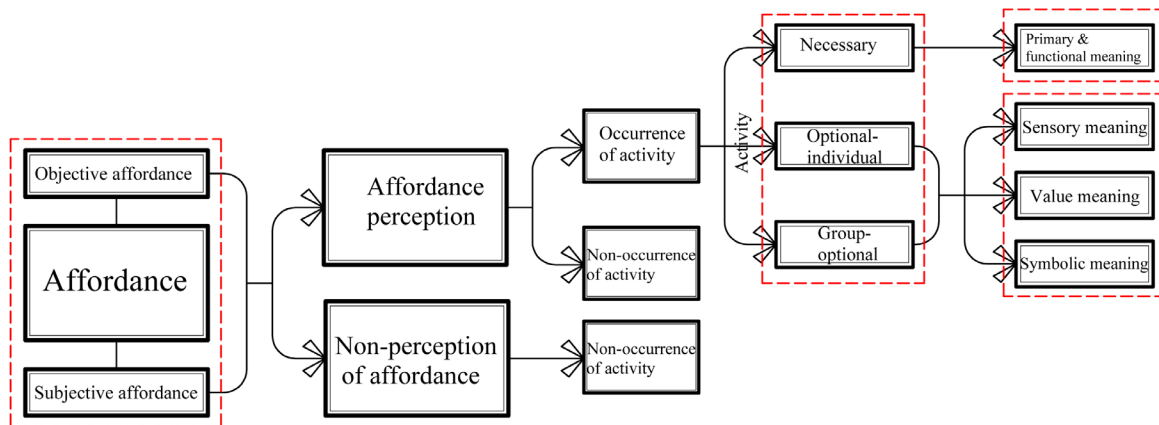 Objective affordance
Affordance
Subjective affordance
Affordance
perception
Non-perception
of affordance
Occurrence
of activity
Non-occurrence
of activity
Non-occurrence
of activity
Activity
Necessary
Optional-
individual
Group-
optional
Primary &
functional meaning
Sensory meaning
Value meaning
Symbolic meaning